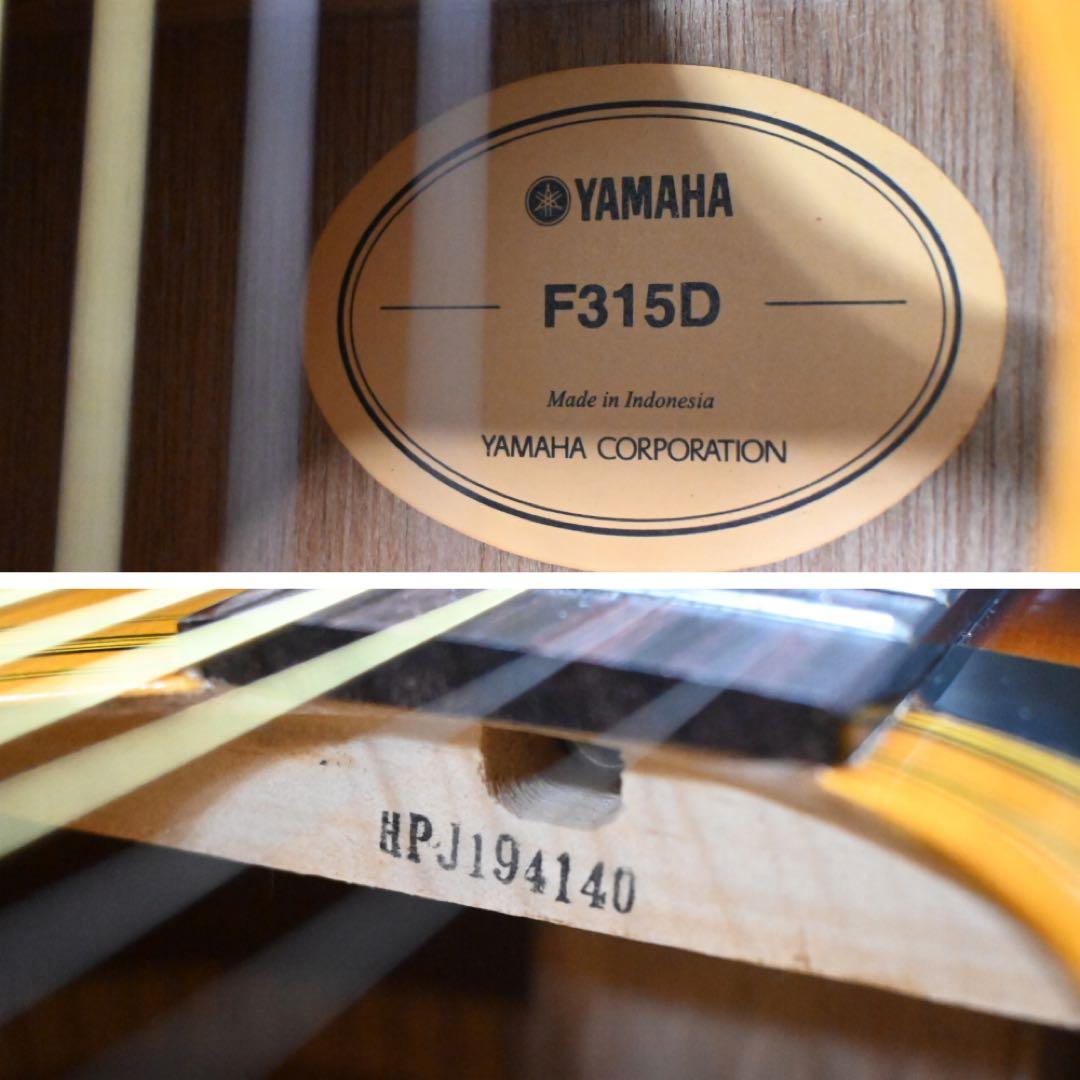 YAMAHA
F315D
Made in Indonesia
YAMAHA CORPORATION
HPJ194140